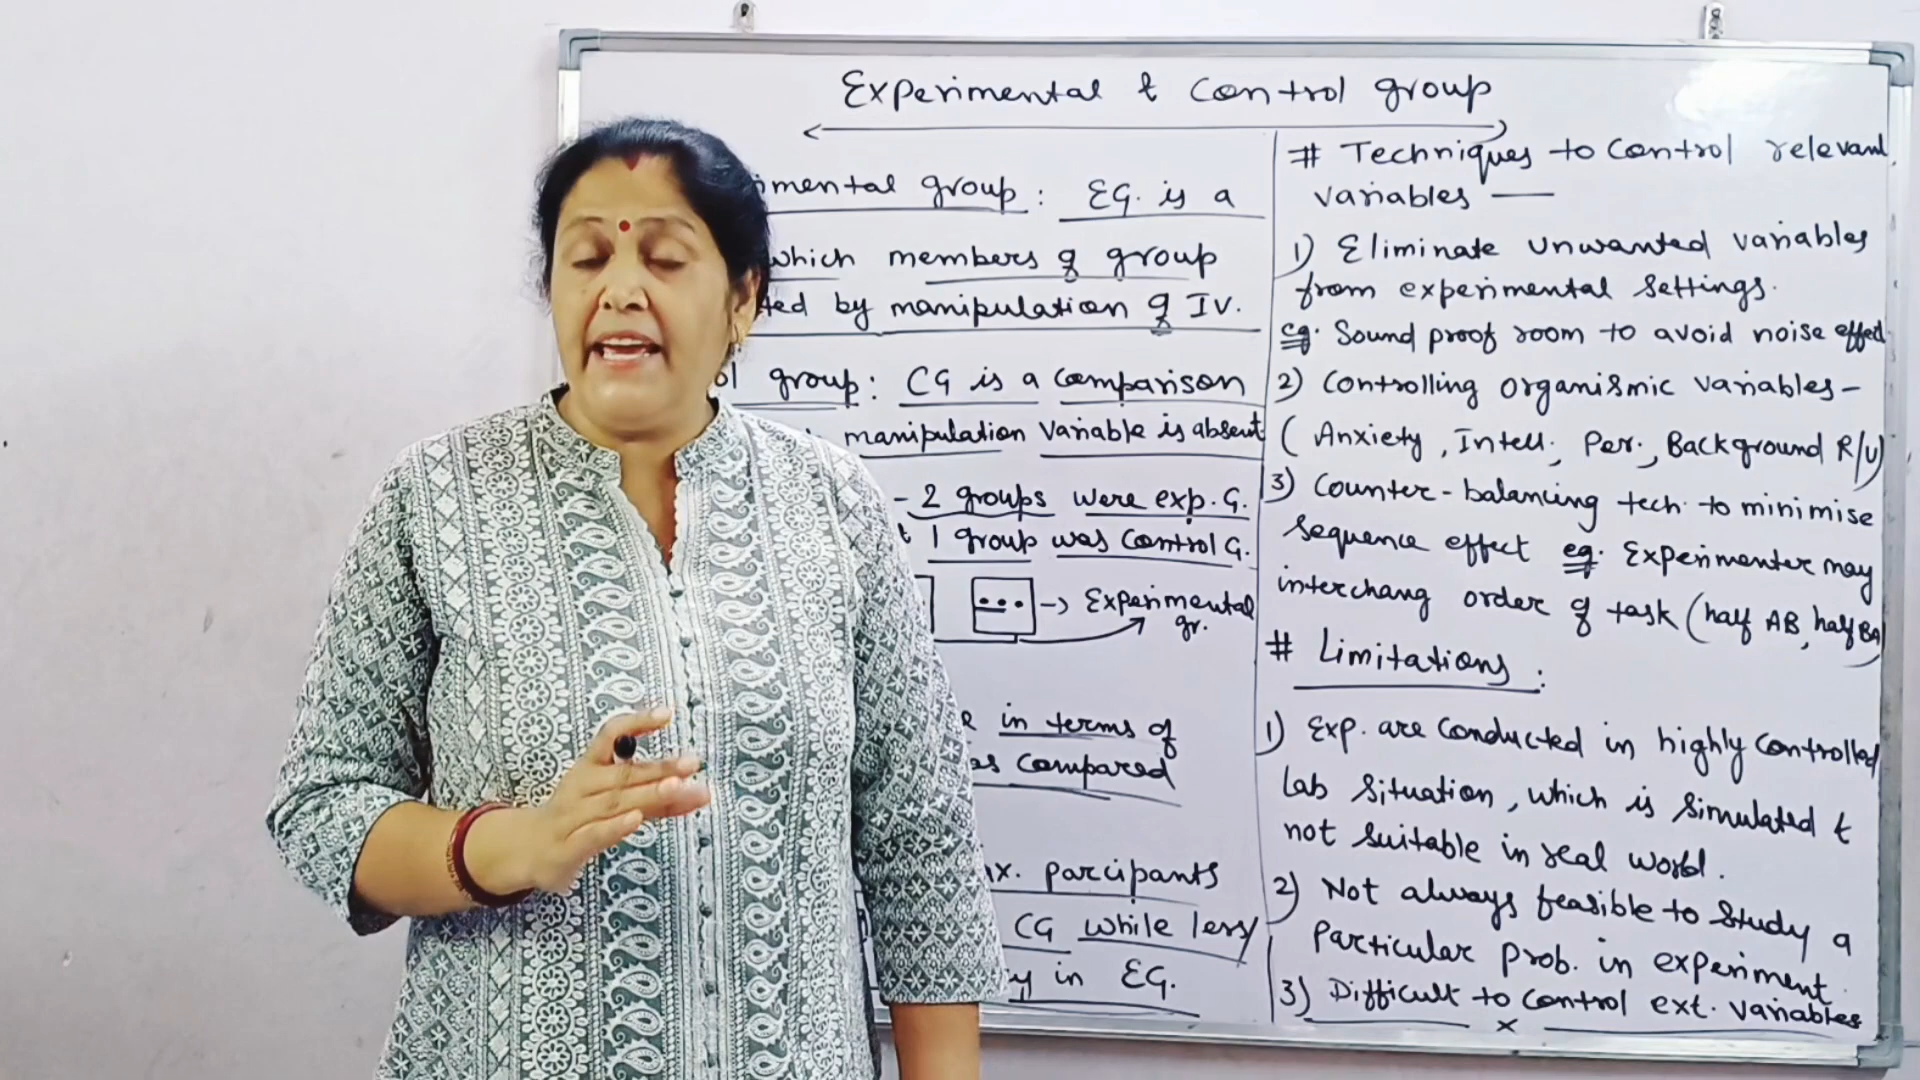 Experimental & Control group
imental group : EG. is a
which members of group
ted by manipulation of IV.
ol group : CG is a comparison
manipulation variable is absent
- 2 groups were exp. G.
1 group was Control G.
-> Experimental
gr.
in terms of
as compared
x. parcipants
CG while less/
in EG.
# Techniques to Control relevant
variables —
1) Eliminate unwanted variables
from experimental settings.
eg. Sound proof room to avoid noise effect
2) Controlling organismic variables -
( Anxiety , Intell., Per., Background R/U)
3) Counter-balancing tech. to minimise
sequence effect eg. Experimenter may
interchang order of task (half AB, half BA)
# Limitations :
1) Exp. are conducted in highly controlled
Lab situation, which is simulated &
not suitable in real world.
2) Not always feasible to study a
particular prob. in experiment.
3) Difficult to control ext. variables
x